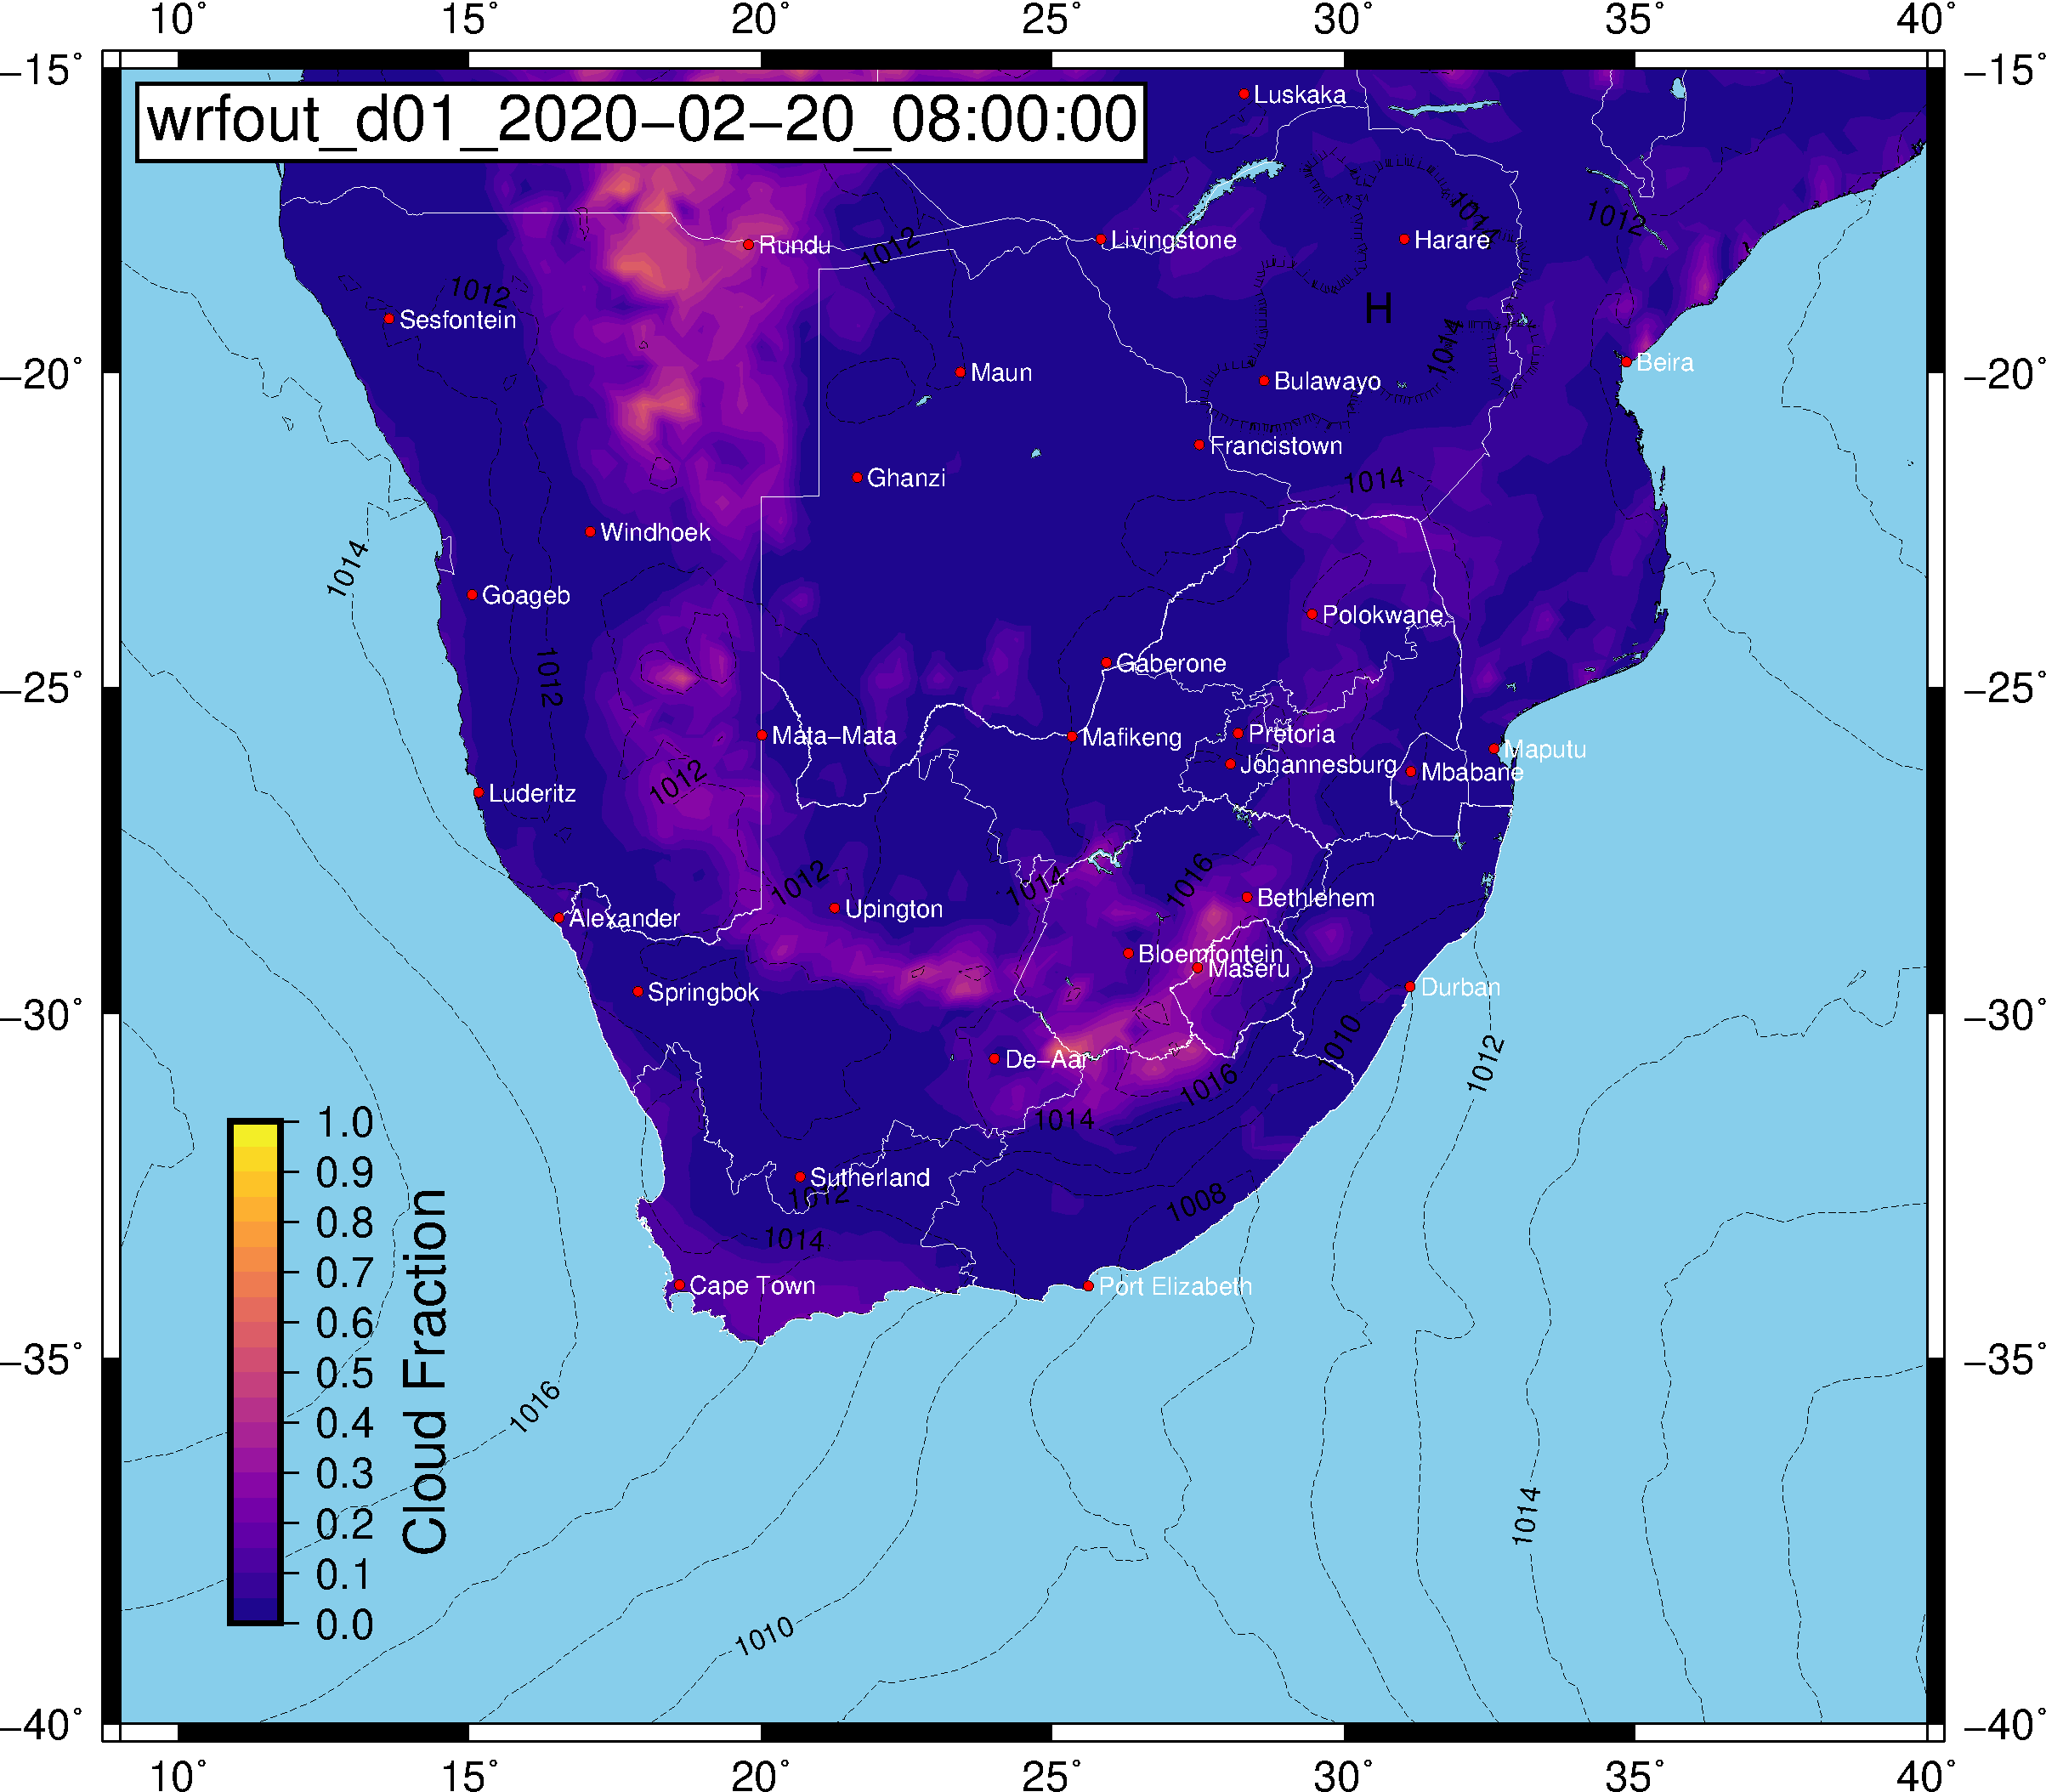 10° 15° 20° 25° 30° 35° 40°
−15° −15°
wrfout_d01_2020−02−20_08:00:00
Luskaka
1014
1012
Rundu
1012
Livingstone
Harare
1012
Sesfontein
H
1014
−20° −20°
Maun
Bulawayo
Beira
Francistown
Ghanzi
1014
Windhoek
1014
Goageb
Polokwane
Gaberone
1012
−25° −25°
Mata−Mata
Mafikeng
Pretoria
Johannesburg
Mbabane
Maputu
1012
Luderitz
1012
1014
1016
Bethlehem
Alexander
Upington
Bloemfontein
Maseru
Springbok
Durban
−30° −30°
De−Aar
1010
1012
1016
1014
Sutherland
1012
1008
1014
Cape Town
Port Elizabeth
−35° −35°
1016
1014
1010
1.0
0.9
0.8
0.7
0.6
0.5
0.4
0.3
0.2
0.1
0.0
Cloud Fraction
−40° −40°
10° 15° 20° 25° 30° 35° 40°